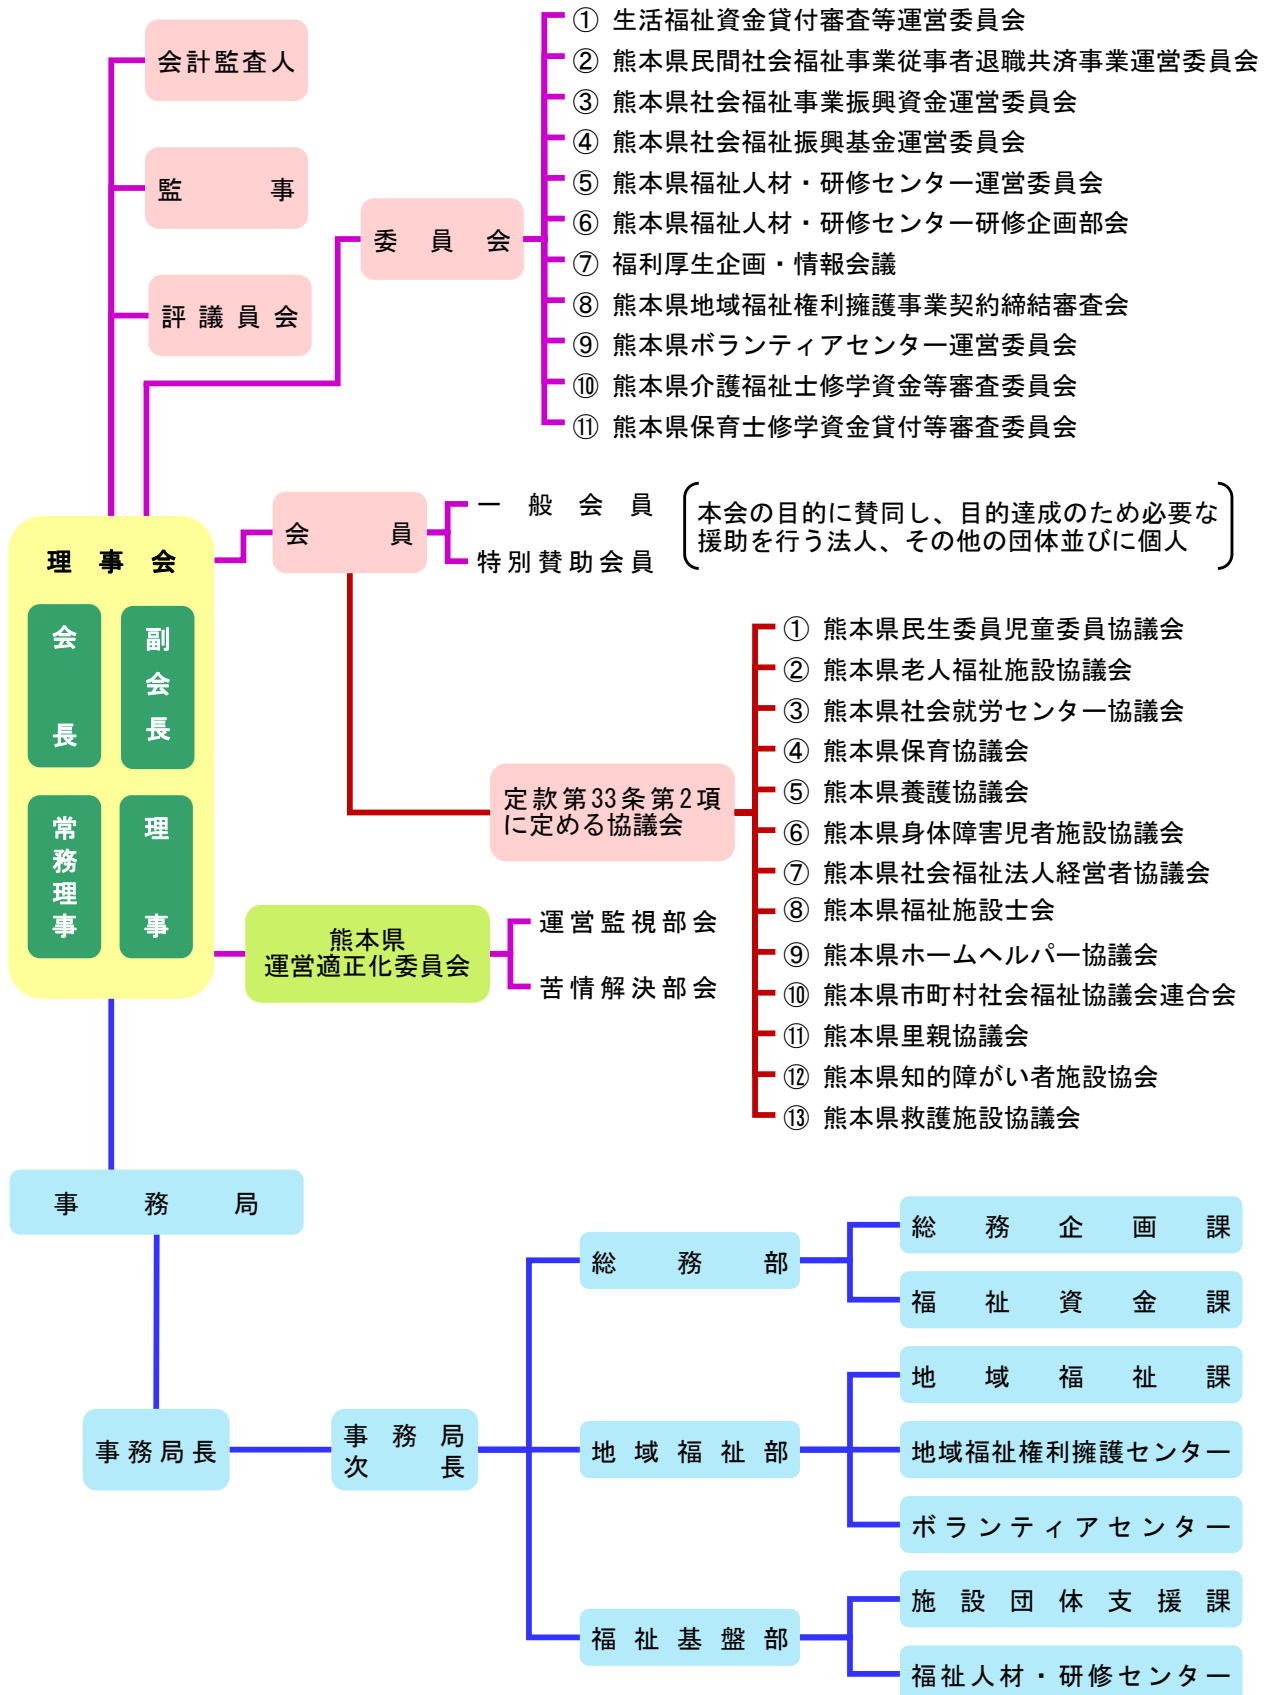 会計監査人
監事
評議員会
委員会
① 生活福祉資金貸付審査等運営委員会
② 熊本県民間社会福祉事業従事者退職共済事業運営委員会
③ 熊本県社会福祉事業振興資金運営委員会
④ 熊本県社会福祉振興基金運営委員会
⑤ 熊本県福祉人材・研修センター運営委員会
⑥ 熊本県福祉人材・研修センター研修企画部会
⑦ 福利厚生企画・情報会議
⑧ 熊本県地域福祉権利擁護事業契約締結審査会
⑨ 熊本県ボランティアセンター運営委員会
⑩ 熊本県介護福祉士修学資金等審査委員会
⑪ 熊本県保育士修学資金貸付等審査委員会
理事会
会長
副会長
常務理事
理事
会員
一般会員
特別賛助会員
本会の目的に賛同し、目的達成のため必要な
援助を行う法人、その他の団体並びに個人
定款第33条第2項
に定める協議会
① 熊本県民生委員児童委員協議会
② 熊本県老人福祉施設協議会
③ 熊本県社会就労センター協議会
④ 熊本県保育協議会
⑤ 熊本県養護協議会
⑥ 熊本県身体障害児者施設協議会
⑦ 熊本県社会福祉法人経営者協議会
⑧ 熊本県福祉施設士会
⑨ 熊本県ホームヘルパー協議会
⑩ 熊本県市町村社会福祉協議会連合会
⑪ 熊本県里親協議会
⑫ 熊本県知的障がい者施設協会
⑬ 熊本県救護施設協議会
熊本県
運営適正化委員会
運営監視部会
苦情解決部会
事務局
事務局長
事務局
次長
総務部
総務企画課
福祉資金課
地域福祉部
地域福祉課
地域福祉権利擁護センター
ボランティアセンター
福祉基盤部
施設団体支援課
福祉人材・研修センター